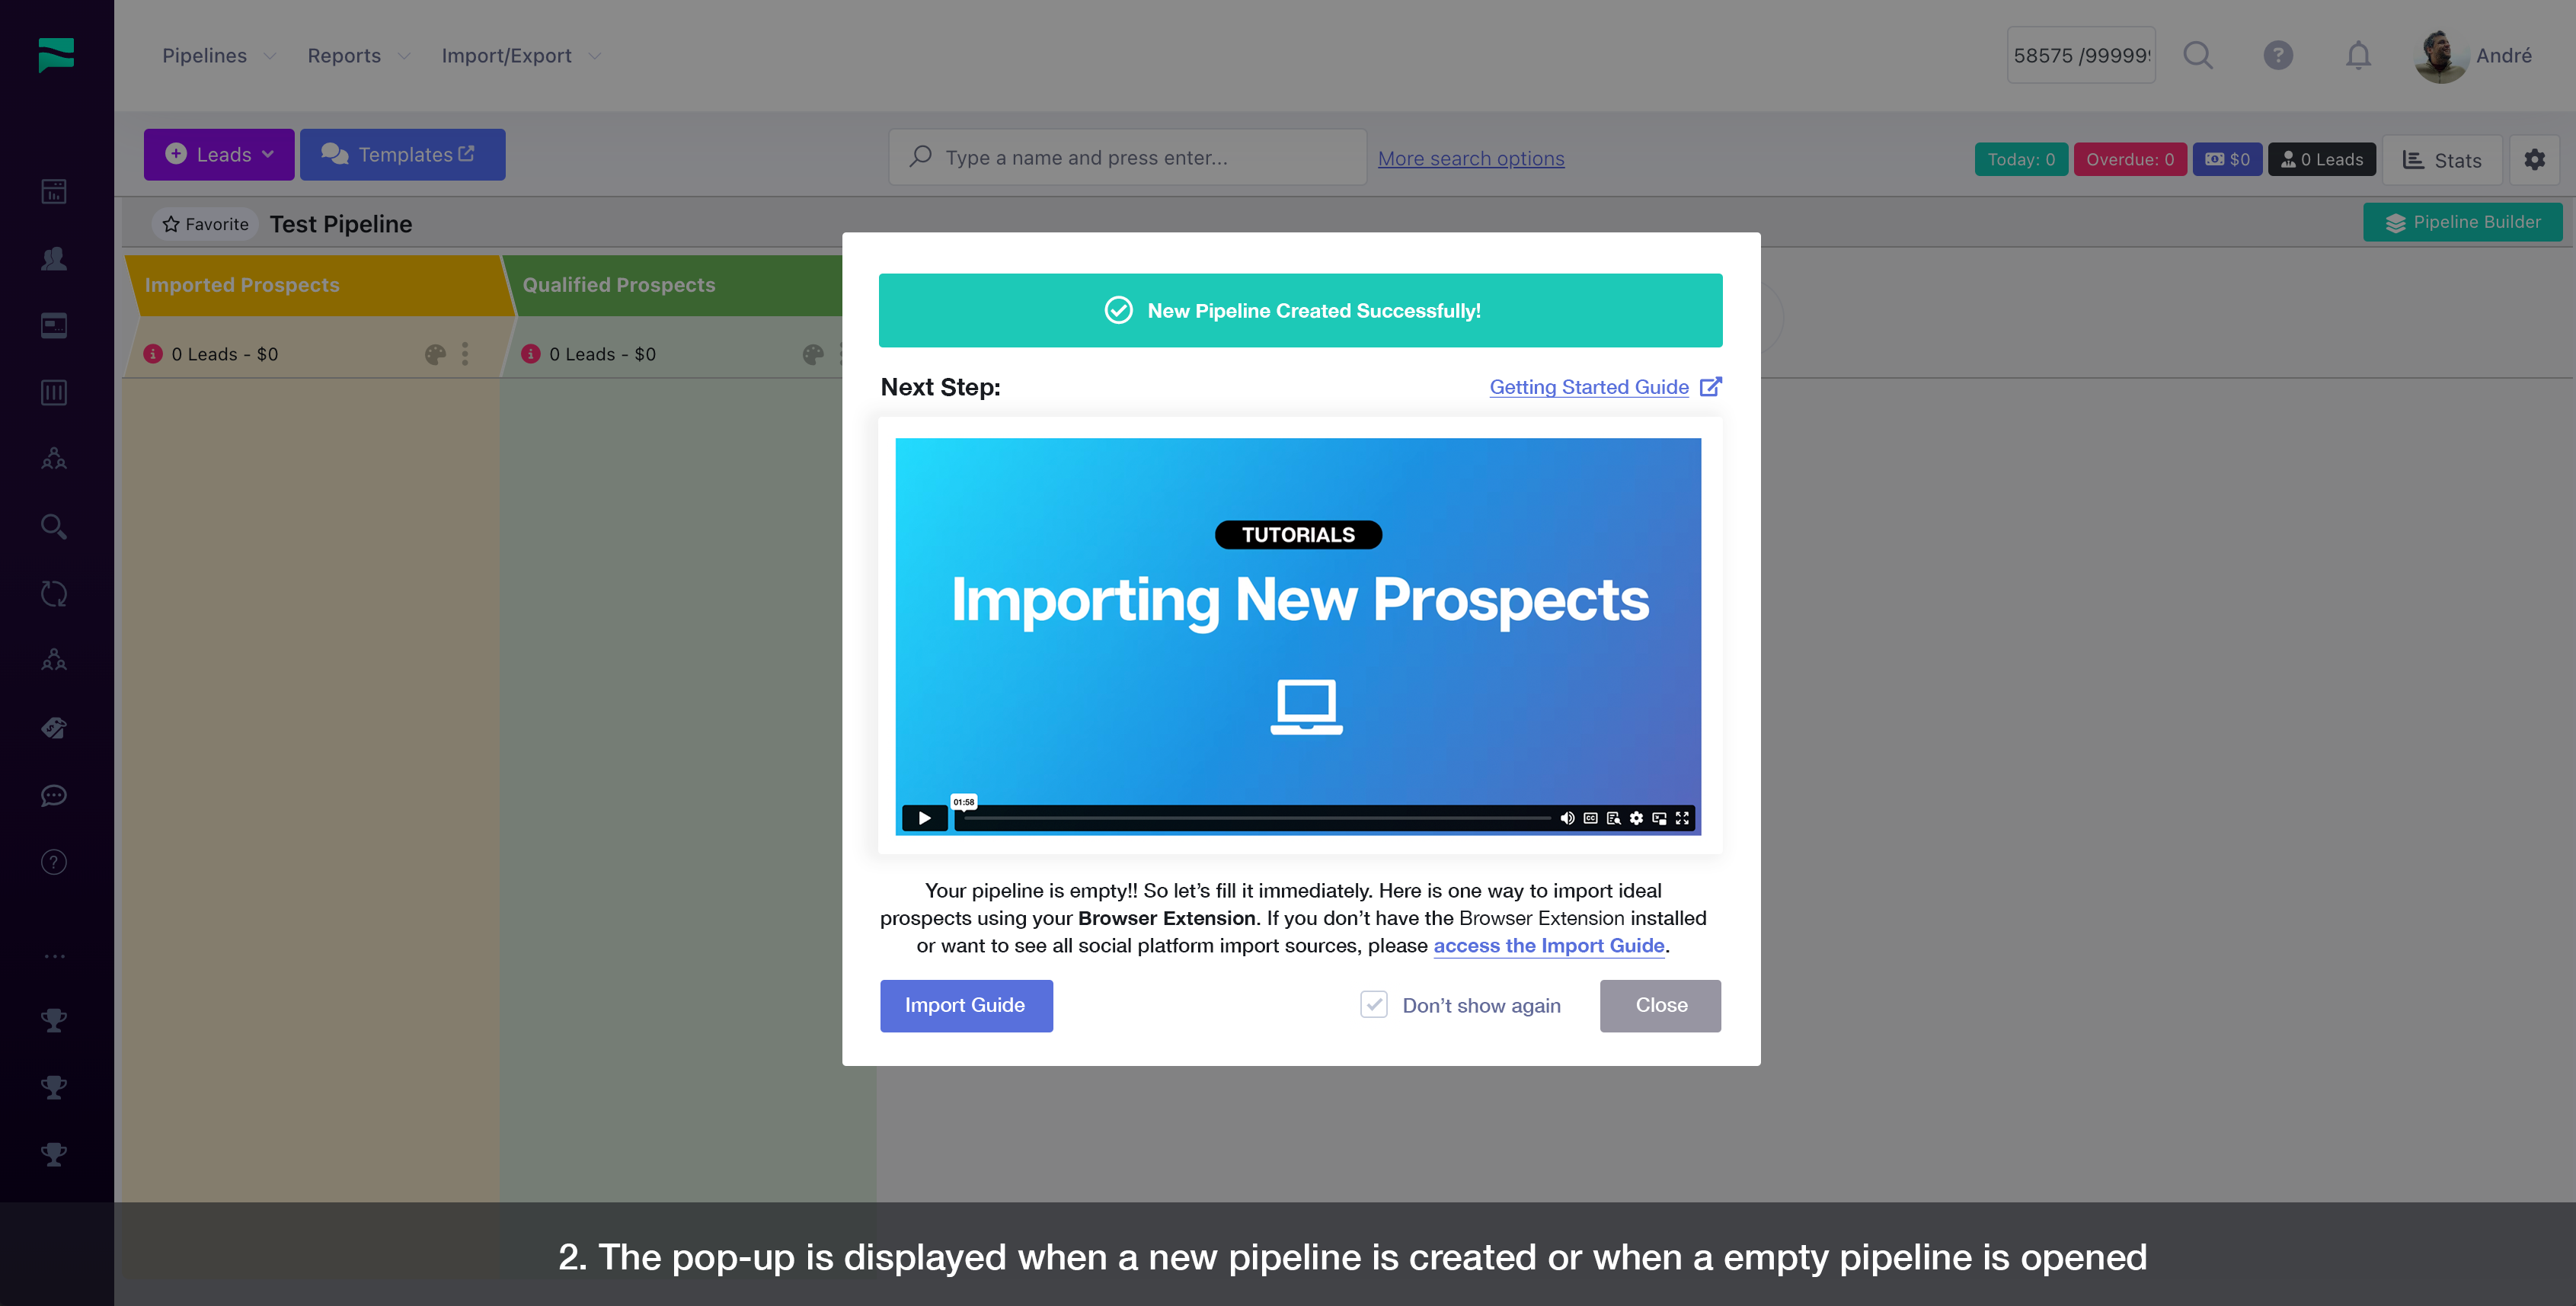 Pipelines Reports Import/Export 58575 /99999 André
Leads Templates Type a name and press enter... More search options Today: 0 Overdue: 0 $0 0 Leads Stats
Favorite Test Pipeline Pipeline Builder
Imported Prospects Qualified Prospects
0 Leads - $0 0 Leads - $0
New Pipeline Created Successfully!
Next Step: Getting Started Guide
TUTORIALS
Importing New Prospects
01:58
CC
Your pipeline is empty!! So let’s fill it immediately. Here is one way to import ideal
prospects using your Browser Extension. If you don’t have the Browser Extension installed
or want to see all social platform import sources, please access the Import Guide.
Import Guide Don’t show again Close
2. The pop-up is displayed when a new pipeline is created or when a empty pipeline is opened